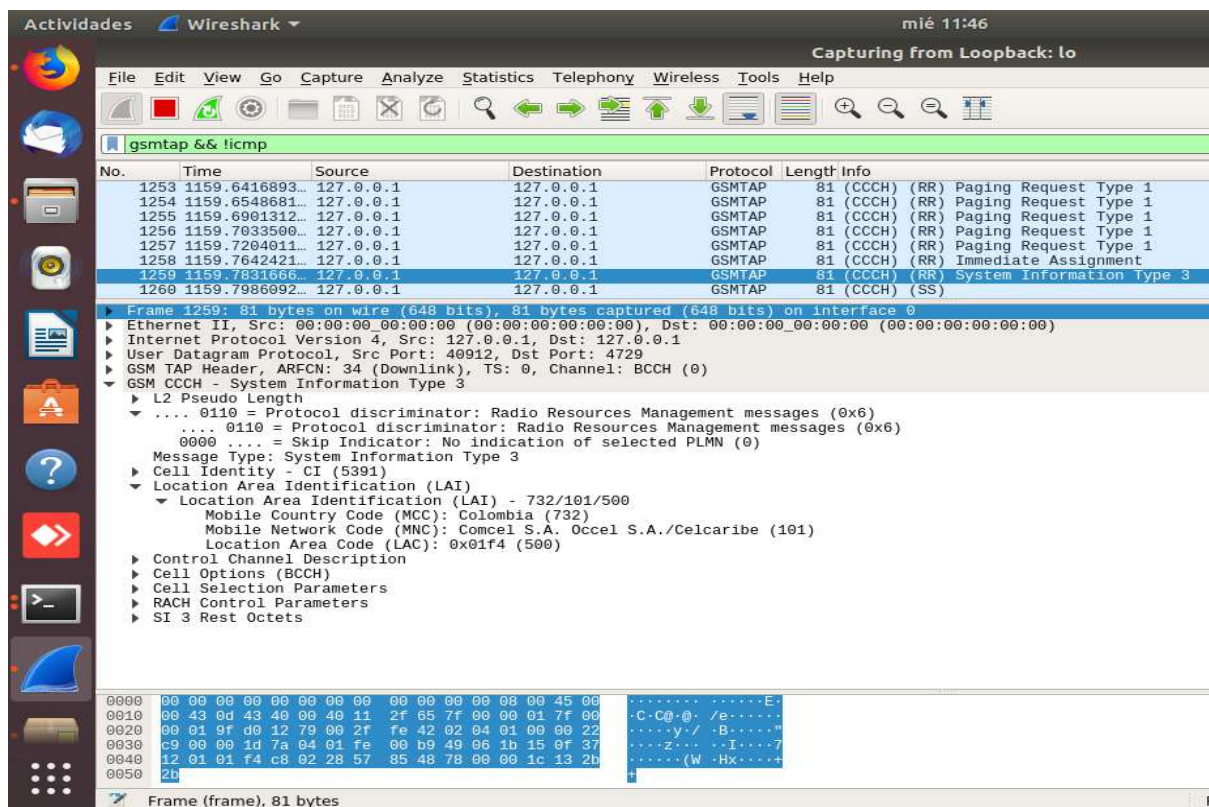 Actividades Wireshark ▾ mié 11:46
Capturing from Loopback: lo
File Edit View Go Capture Analyze Statistics Telephony Wireless Tools Help
gsmtap && !icmp
No. Time Source Destination Protocol Length Info
1253 1159.6416893… 127.0.0.1 127.0.0.1 GSMTAP 81 (CCCH) (RR) Paging Request Type 1
1254 1159.6548681… 127.0.0.1 127.0.0.1 GSMTAP 81 (CCCH) (RR) Paging Request Type 1
1255 1159.6901312… 127.0.0.1 127.0.0.1 GSMTAP 81 (CCCH) (RR) Paging Request Type 1
1256 1159.7033500… 127.0.0.1 127.0.0.1 GSMTAP 81 (CCCH) (RR) Paging Request Type 1
1257 1159.7204011… 127.0.0.1 127.0.0.1 GSMTAP 81 (CCCH) (RR) Paging Request Type 1
1258 1159.7642421… 127.0.0.1 127.0.0.1 GSMTAP 81 (CCCH) (RR) Immediate Assignment
1259 1159.7831666… 127.0.0.1 127.0.0.1 GSMTAP 81 (CCCH) (RR) System Information Type 3
1260 1159.7986092… 127.0.0.1 127.0.0.1 GSMTAP 81 (CCCH) (SS)
Frame 1259: 81 bytes on wire (648 bits), 81 bytes captured (648 bits) on interface 0
Ethernet II, Src: 00:00:00_00:00:00 (00:00:00:00:00:00), Dst: 00:00:00_00:00:00 (00:00:00:00:00:00)
Internet Protocol Version 4, Src: 127.0.0.1, Dst: 127.0.0.1
User Datagram Protocol, Src Port: 40912, Dst Port: 4729
GSM TAP Header, ARFCN: 34 (Downlink), TS: 0, Channel: BCCH (0)
GSM CCCH - System Information Type 3
L2 Pseudo Length
.... 0110 = Protocol discriminator: Radio Resources Management messages (0x6)
.... 0110 = Protocol discriminator: Radio Resources Management messages (0x6)
0000 .... = Skip Indicator: No indication of selected PLMN (0)
Message Type: System Information Type 3
Cell Identity - CI (5391)
Location Area Identification (LAI)
Location Area Identification (LAI) - 732/101/500
Mobile Country Code (MCC): Colombia (732)
Mobile Network Code (MNC): Comcel S.A. Occel S.A./Celcaribe (101)
Location Area Code (LAC): 0x01f4 (500)
Control Channel Description
Cell Options (BCCH)
Cell Selection Parameters
RACH Control Parameters
SI 3 Rest Octets
0000 00 00 00 00 00 00 00 00 00 00 00 00 08 00 45 00 ········ ······E·
0010 00 43 0d 43 40 00 40 11 2f 65 7f 00 00 01 7f 00 ·C·C@·@· /e······
0020 00 01 9f d0 12 79 00 2f fe 42 02 04 01 00 00 22 ·····y·/ ·B·····"
0030 c9 00 00 1d 7a 04 01 fe 00 b9 49 06 1b 15 0f 37 ····z··· ··I····7
0040 12 01 01 f4 c8 02 28 57 85 48 78 00 00 1c 13 2b ······(W ·Hx····+
0050 2b +
Frame (frame), 81 bytes